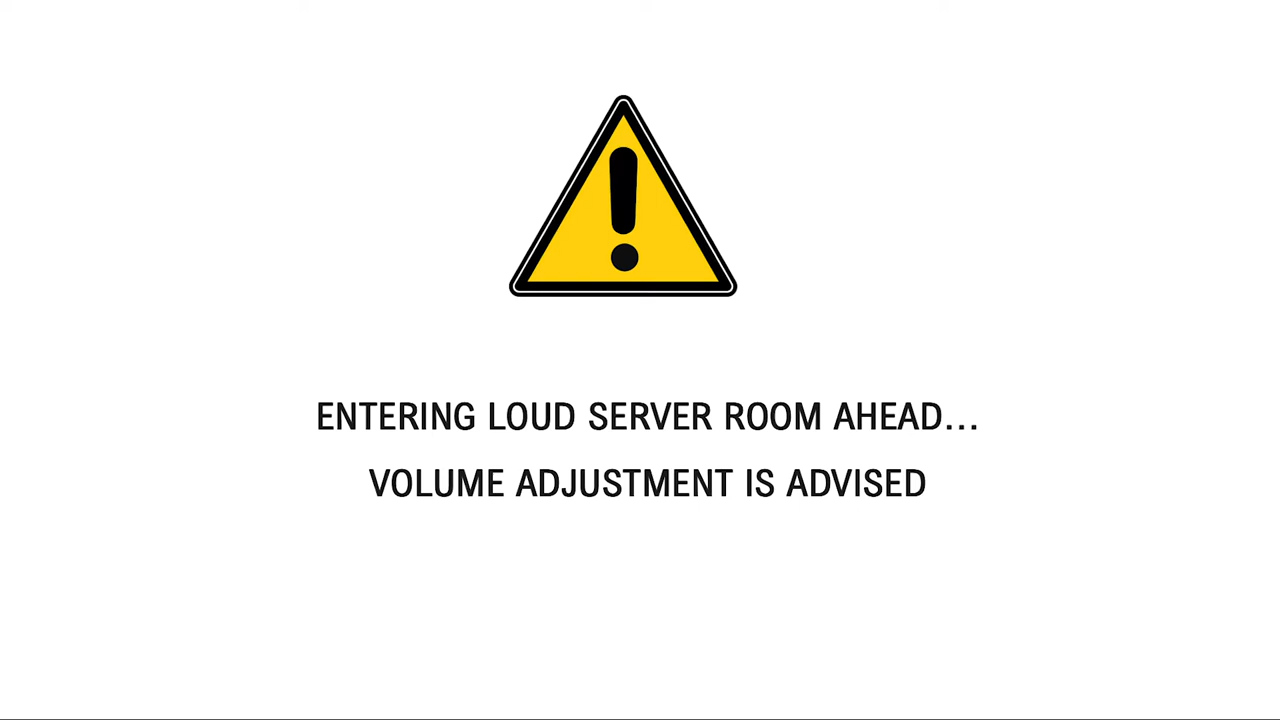 ENTERING LOUD SERVER ROOM AHEAD...
VOLUME ADJUSTMENT IS ADVISED